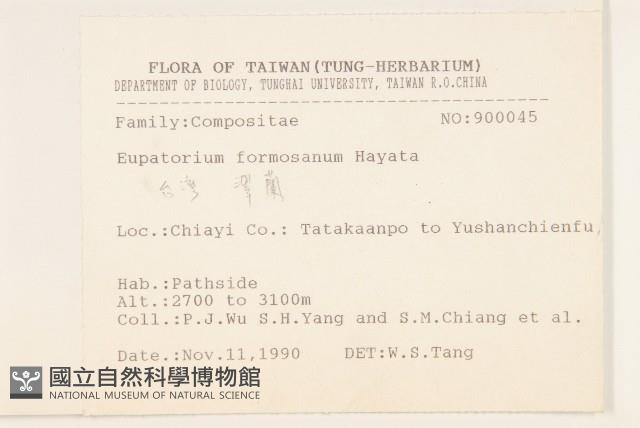 FLORA OF TAIWAN(TUNG-HERBARIUM)
DEPARTMENT OF BIOLOGY, TUNGHAI UNIVERSITY, TAIWAN R.O.CHINA
Family:Compositae NO:900045
Eupatorium formosanum Hayata
台灣 澤蘭
Loc.:Chiayi Co.: Tatakaanpo to Yushanchienfu,
Hab.:Pathside
Alt.:2700 to 3100m
Coll.:P.J.Wu S.H.Yang and S.M.Chiang et al.
Date.:Nov.11,1990 DET:W.S.Tang
國立自然科學博物館
NATIONAL MUSEUM OF NATURAL SCIENCE